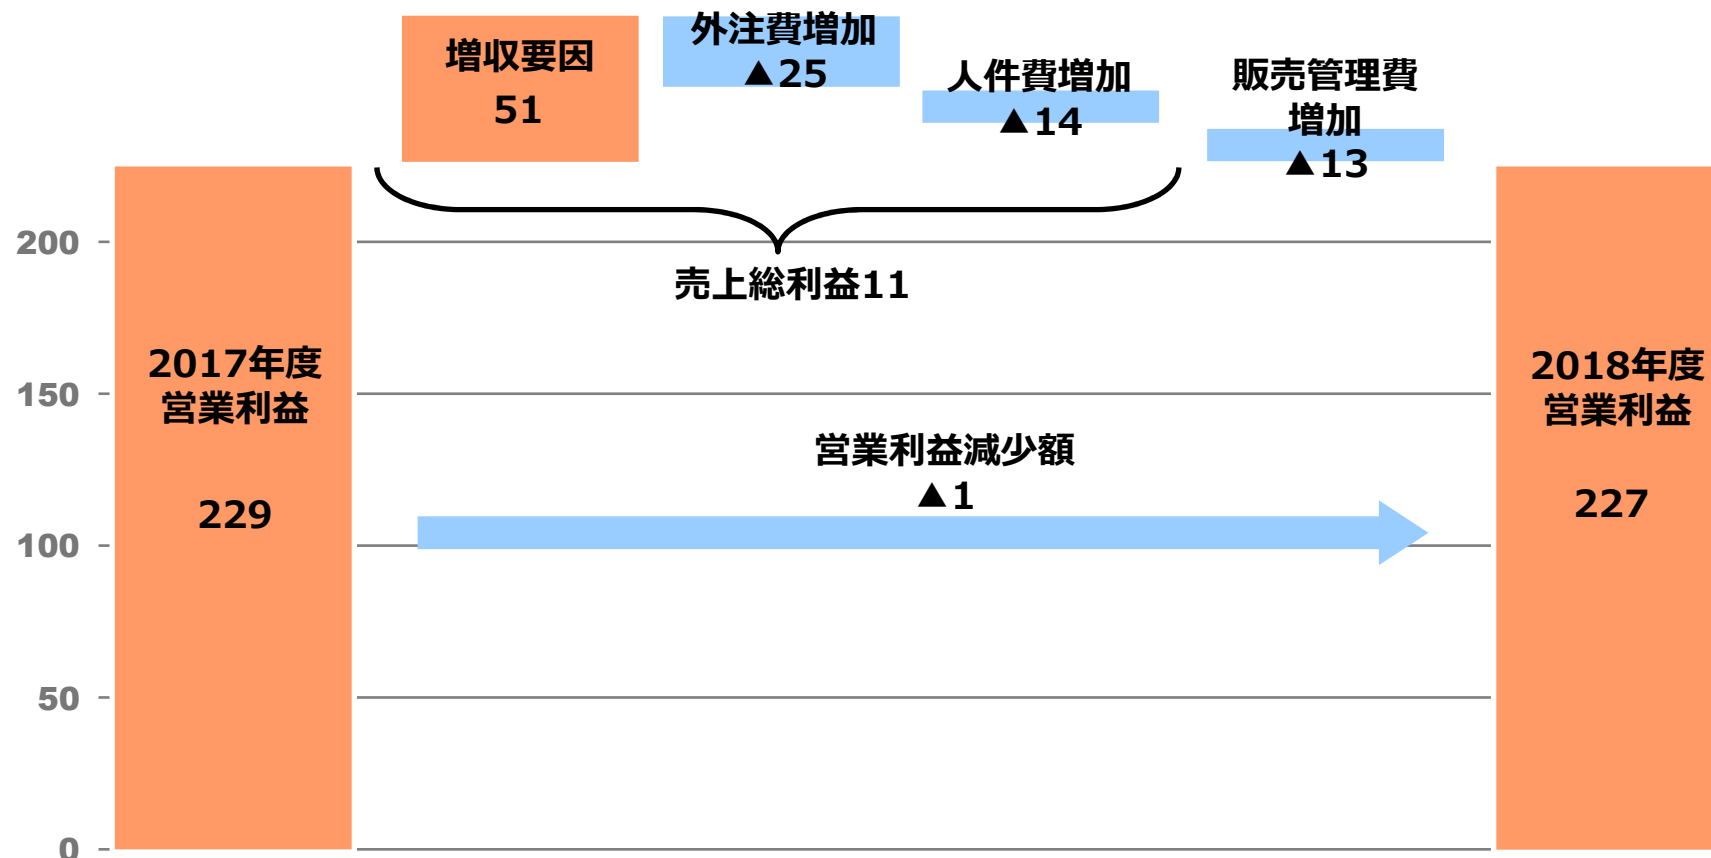 増収要因
51
外注費増加
▲25
人件費増加
▲14
販売管理費
増加
▲13
売上総利益11
200
150
100
50
0
2017年度
営業利益
229
営業利益減少額
▲1
2018年度
営業利益
227